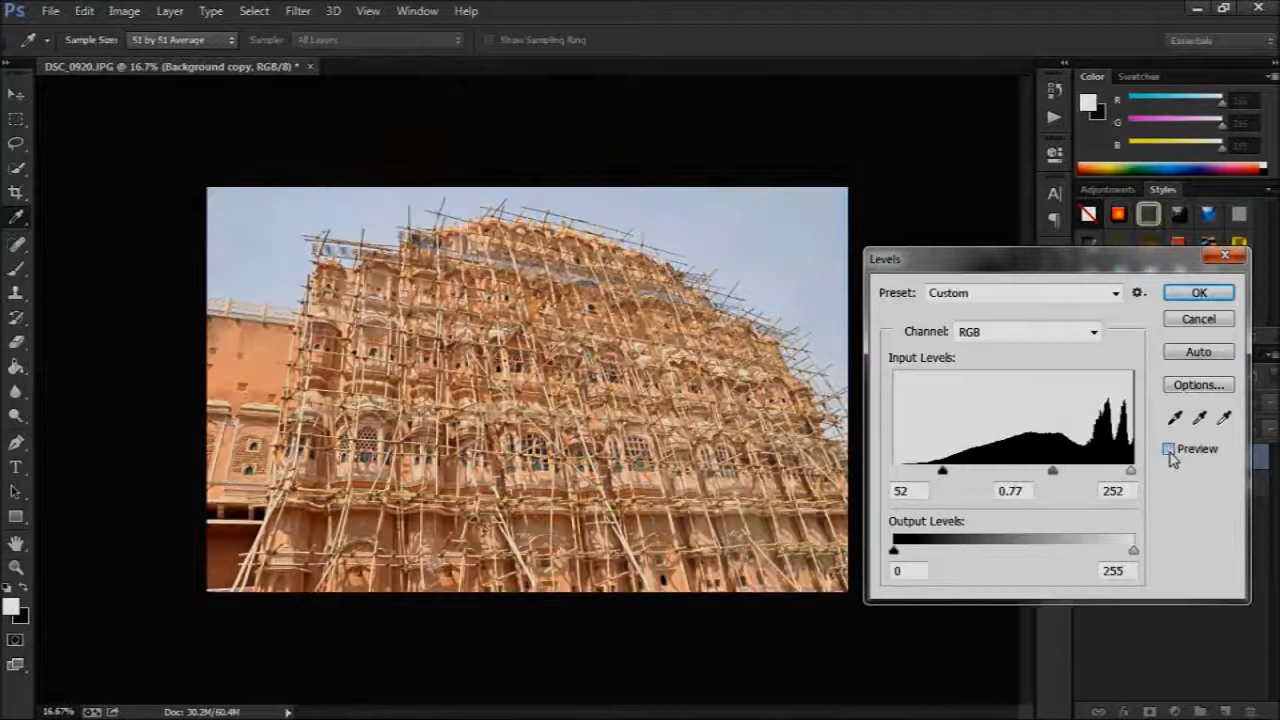 Ps File Edit Image Layer Type Select Filter 3D View Window Help
Sample Size: 51 by 51 Average Sample: All Layers Show Sampling Ring Essentials
DSC_0920.JPG @ 16.7% (Background copy, RGB/8) * ×
Color Swatches
R
G
B
Adjustments Styles
Levels
Preset: Custom OK
Cancel
Channel: RGB
Auto
Input Levels:
Options...
Preview
52 0.77 252
Output Levels:
0 255
16.67% Doc: 30.2M/60.4M